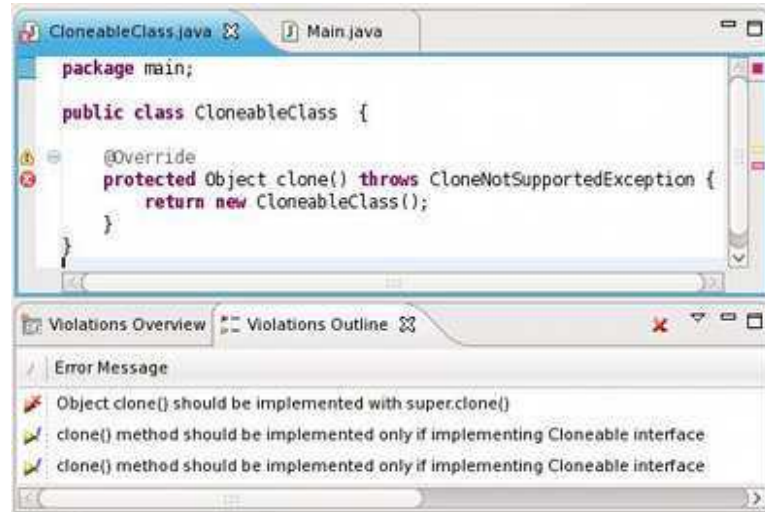 CloneableClass.java Main.java
package main;
public class CloneableClass {
@Override
protected Object clone() throws CloneNotSupportedException {
return new CloneableClass();
}
}
Violations Overview Violations Outline
Error Message
Object clone() should be implemented with super.clone()
clone() method should be implemented only if implementing Cloneable interface
clone() method should be implemented only if implementing Cloneable interface